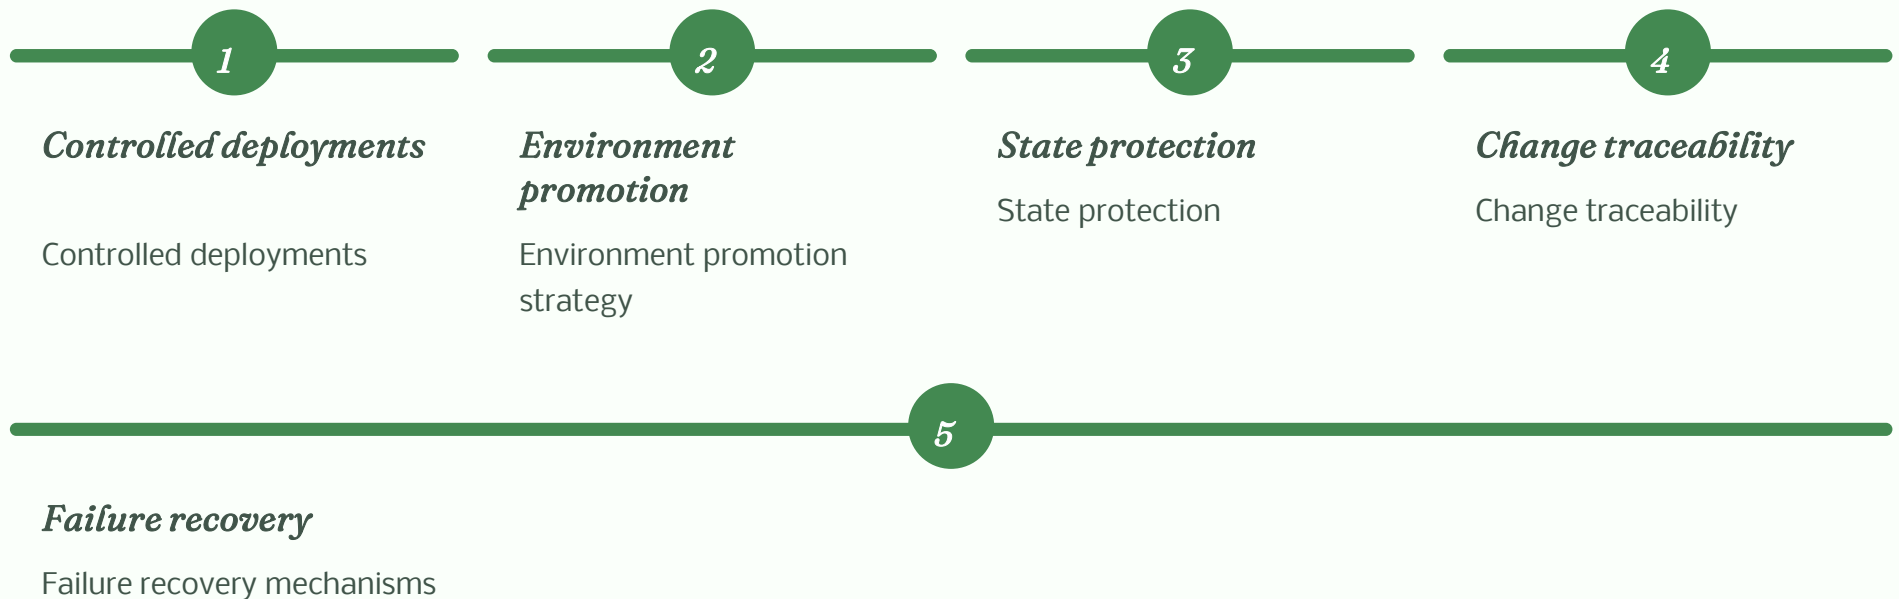 1
Controlled deployments
Controlled deployments
2
Environment
promotion
Environment promotion
strategy
3
State protection
State protection
4
Change traceability
Change traceability
5
Failure recovery
Failure recovery mechanisms